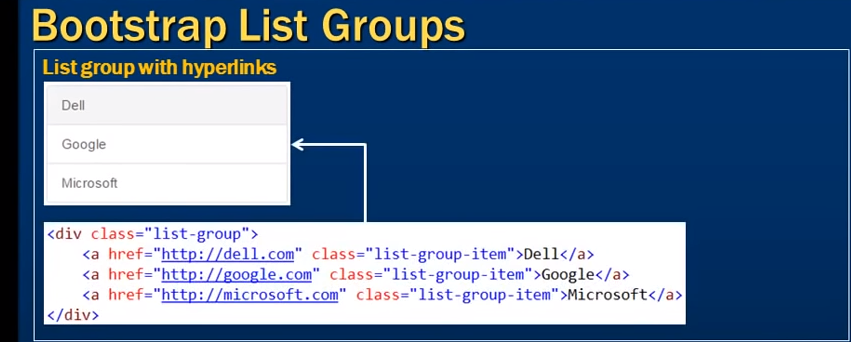 Bootstrap List Groups
List group with hyperlinks
Dell
Google
Microsoft
<div class="list-group">
    <a href="http://dell.com" class="list-group-item">Dell</a>
    <a href="http://google.com" class="list-group-item">Google</a>
    <a href="http://microsoft.com" class="list-group-item">Microsoft</a>
</div>